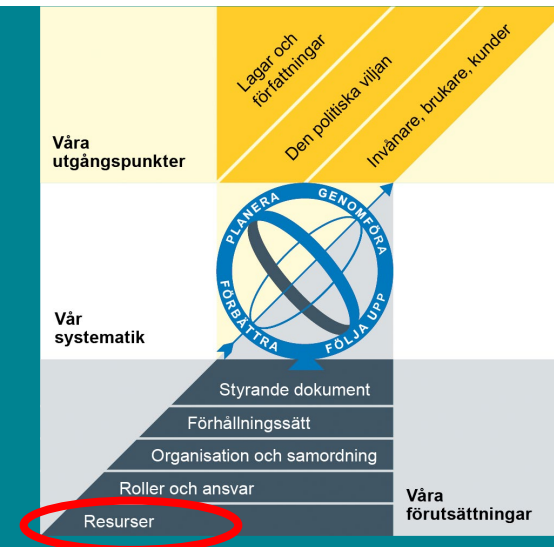 Lagar och
författningar
Den politiska viljan
Invånare, brukare, kunder
Våra
utgångspunkter
PLANERA
GENOMFÖRA
FÖLJA UPP
FÖRBÄTTRA
Vår
systematik
Styrande dokument
Förhållningssätt
Organisation och samordning
Roller och ansvar
Resurser
Våra
förutsättningar